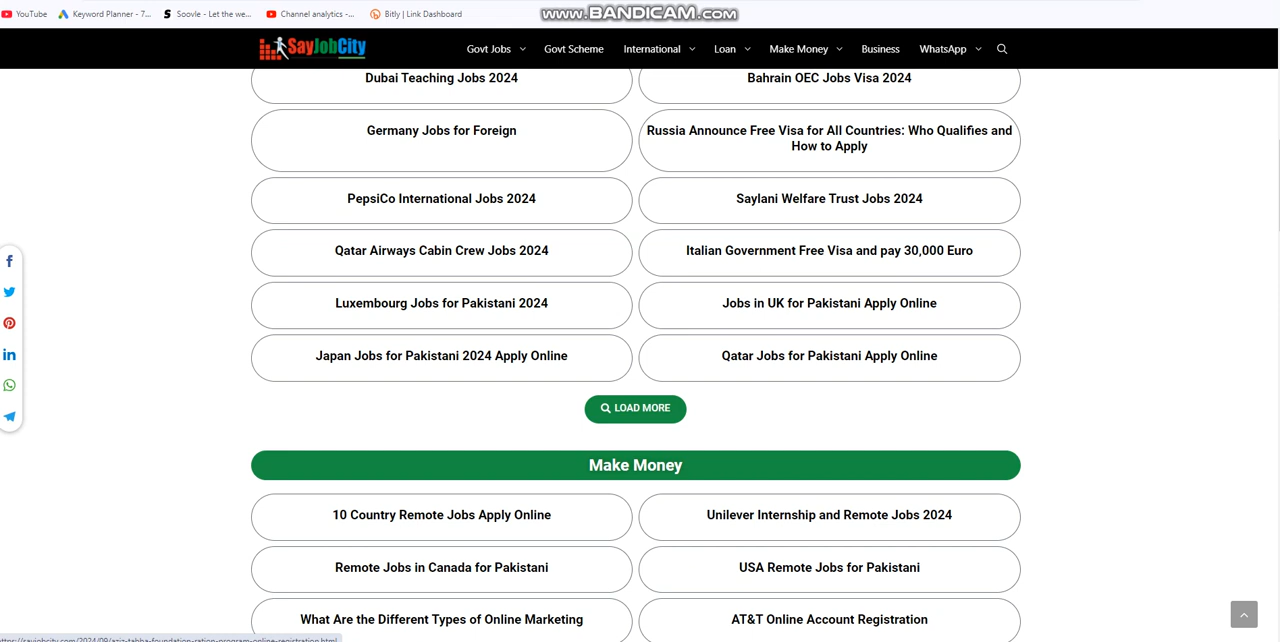 YouTube Keyword Planner - 7... Soovle - Let the we... Channel analytics -... Bitly | Link Dashboard
www.BANDICAM.com
SayJobCity Govt Jobs Govt Scheme International Loan Make Money Business WhatsApp
Dubai Teaching Jobs 2024
Bahrain OEC Jobs Visa 2024
Germany Jobs for Foreign
Russia Announce Free Visa for All Countries: Who Qualifies and
How to Apply
PepsiCo International Jobs 2024
Saylani Welfare Trust Jobs 2024
Qatar Airways Cabin Crew Jobs 2024
Italian Government Free Visa and pay 30,000 Euro
Luxembourg Jobs for Pakistani 2024
Jobs in UK for Pakistani Apply Online
Japan Jobs for Pakistani 2024 Apply Online
Qatar Jobs for Pakistani Apply Online
LOAD MORE
Make Money
10 Country Remote Jobs Apply Online
Unilever Internship and Remote Jobs 2024
Remote Jobs in Canada for Pakistani
USA Remote Jobs for Pakistani
What Are the Different Types of Online Marketing
AT&T Online Account Registration